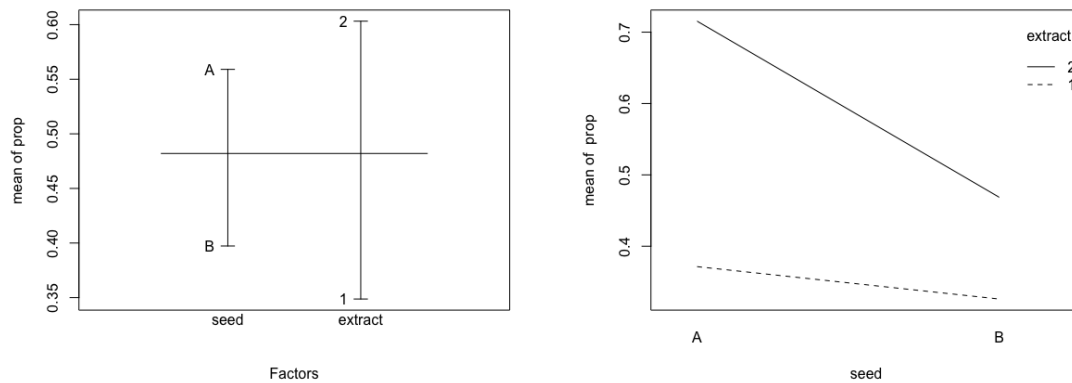 mean of prop
0.60
0.55
0.50
0.45
0.40
0.35
A
B
2
1
seed
extract
Factors
mean of prop
0.7
0.6
0.5
0.4
extract
2
1
A
B
seed